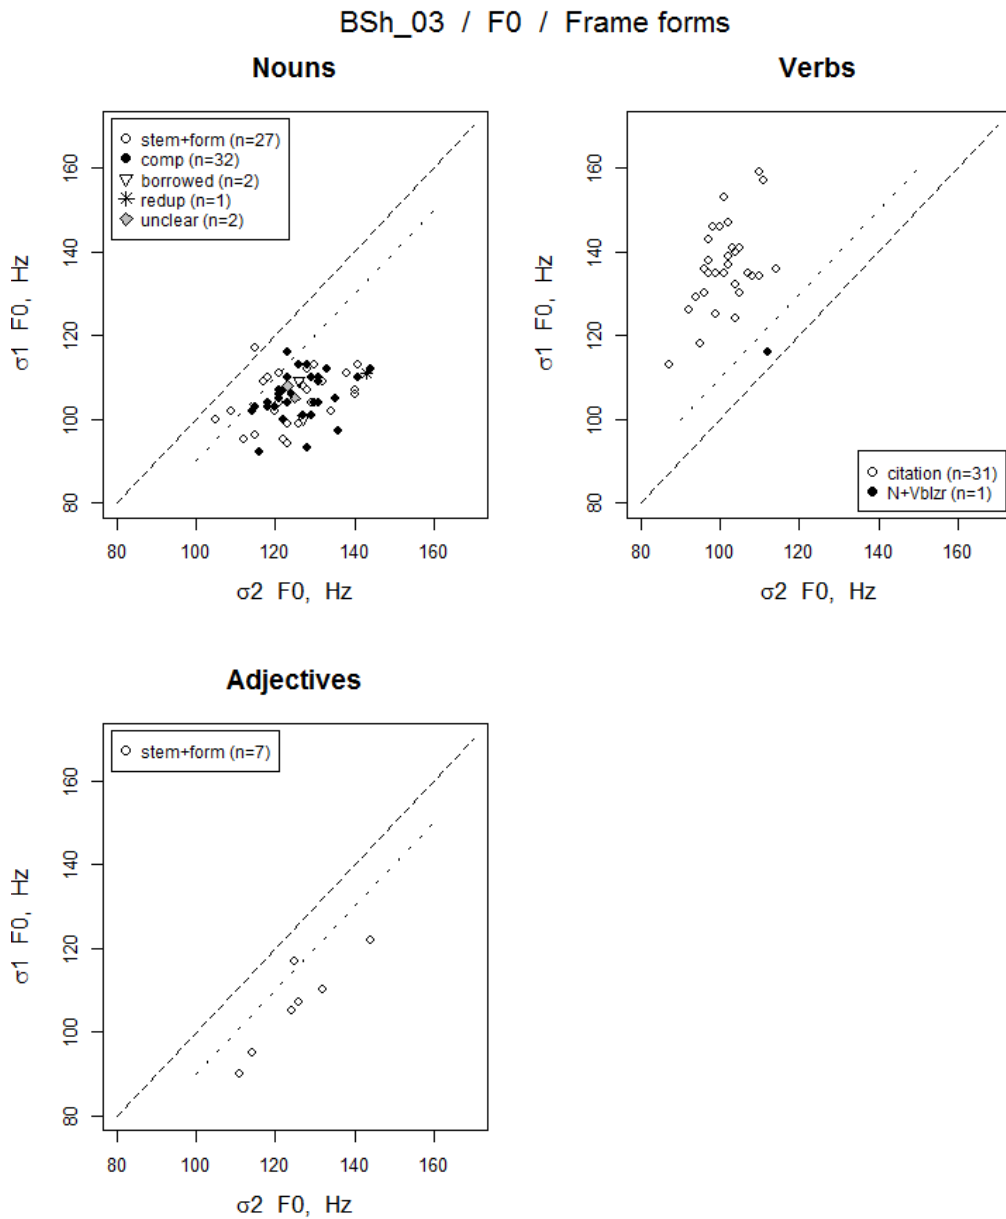 BSh_03 / F0 / Frame forms
Nouns
stem+form (n=27)
comp (n=32)
borrowed (n=2)
redup (n=1)
unclear (n=2)
160
140
120
100
80
σ1 F0, Hz
80 100 120 140 160
σ2 F0, Hz
Verbs
160
140
120
100
80
σ1 F0, Hz
citation (n=31)
N+Vblzr (n=1)
80 100 120 140 160
σ2 F0, Hz
Adjectives
stem+form (n=7)
160
140
120
100
80
σ1 F0, Hz
80 100 120 140 160
σ2 F0, Hz